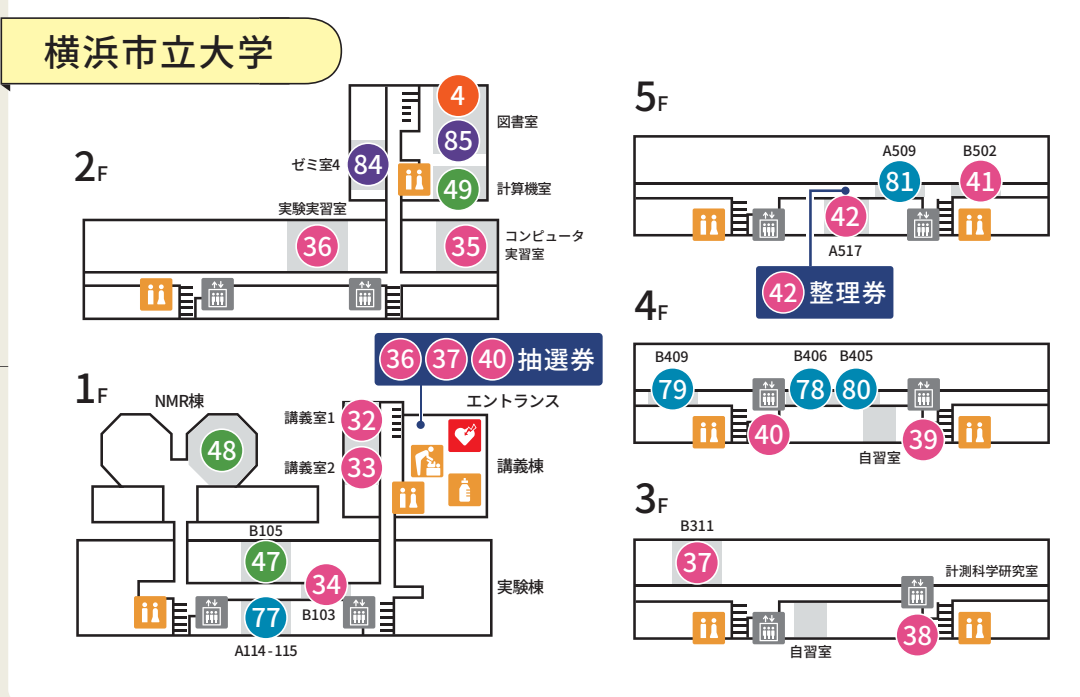 横浜市立大学
2F
4
図書室
85
ゼミ室4
84
49
計算機室
実験実習室
36
35
コンピュータ
実習室
36 37 40 抽選券
1F
NMR棟
エントランス
講義室1
32
48
講義室2
33
講義棟
B105
47
34
実験棟
77
B103
A114-115
5F
A509
B502
81
41
42
A517
42 整理券
4F
B409
B406
B405
79
78
80
40
39
自習室
3F
B311
37
計測科学研究室
38
自習室